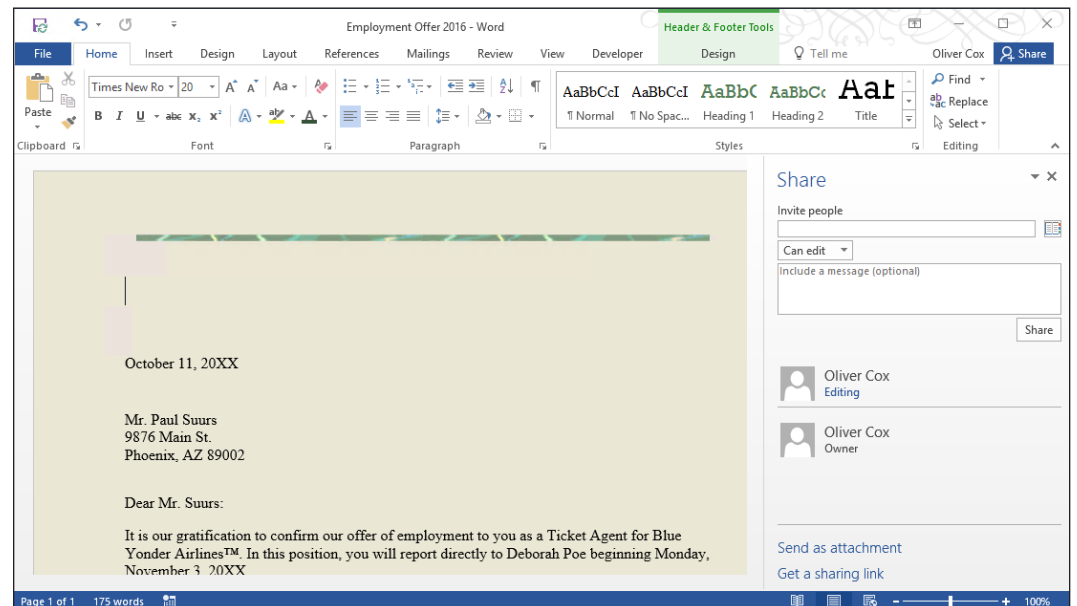 Employment Offer 2016 - Word
Header & Footer Tools
File Home Insert Design Layout References Mailings Review View Developer Design Tell me Oliver Cox Share
Times New Ro 20 A A Aa
AaBbCcI AaBbCcI AaBbC AaBbCc AaB
Find
Replace
Select
Paste
B I U abc X₂ X² A ab A
¶ Normal ¶ No Spac... Heading 1 Heading 2 Title
Clipboard Font Paragraph Styles Editing
October 11, 20XX
Mr. Paul Suurs
9876 Main St.
Phoenix, AZ 89002
Dear Mr. Suurs:
It is our gratification to confirm our offer of employment to you as a Ticket Agent for Blue
Yonder Airlines™. In this position, you will report directly to Deborah Poe beginning Monday,
November 3, 20XX
Share
Invite people
Can edit
Include a message (optional)
Share
Oliver Cox
Editing
Oliver Cox
Owner
Send as attachment
Get a sharing link
Page 1 of 1 175 words 100%